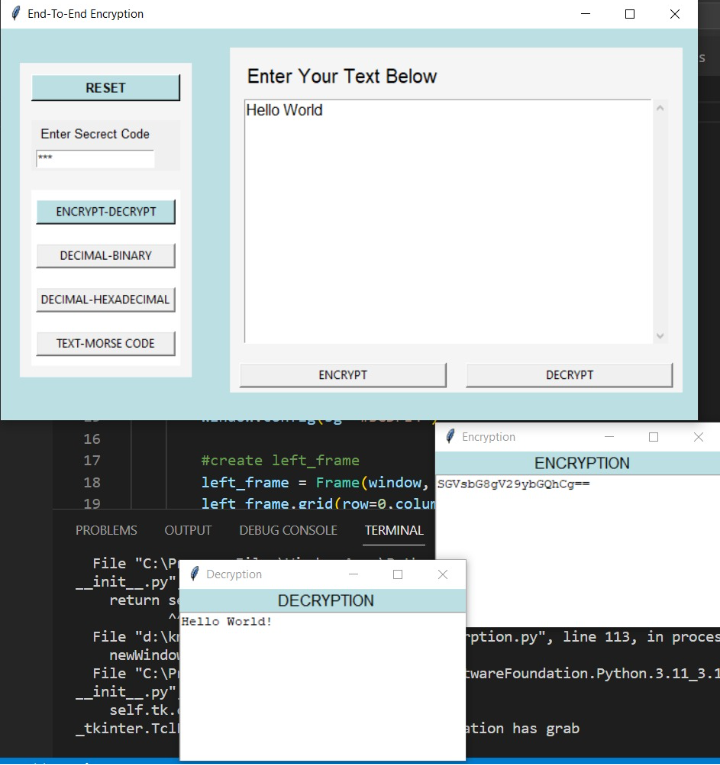 End-To-End Encryption
RESET
Enter Secrect Code
***
ENCRYPT-DECRYPT
DECIMAL-BINARY
DECIMAL-HEXADECIMAL
TEXT-MORSE CODE
Enter Your Text Below
Hello World
ENCRYPT
DECRYPT
16
17 #create left_frame
18 left_frame = Frame(window,
19 left_frame.grid(row=0,colum
Encryption
ENCRYPTION
SGVsbG8gV29ybGQhCg==
PROBLEMS OUTPUT DEBUG CONSOLE TERMINAL
File "C:\Pr
__init__.py",
return se
^^
File "d:\k rption.py", line 113, in proces
newWindow
File "C:\Pr twareFoundation.Python.3.11_3.1
__init__.py",
self.tk.
_tkinter.Tcl ation has grab
Decryption
DECRYPTION
Hello World!